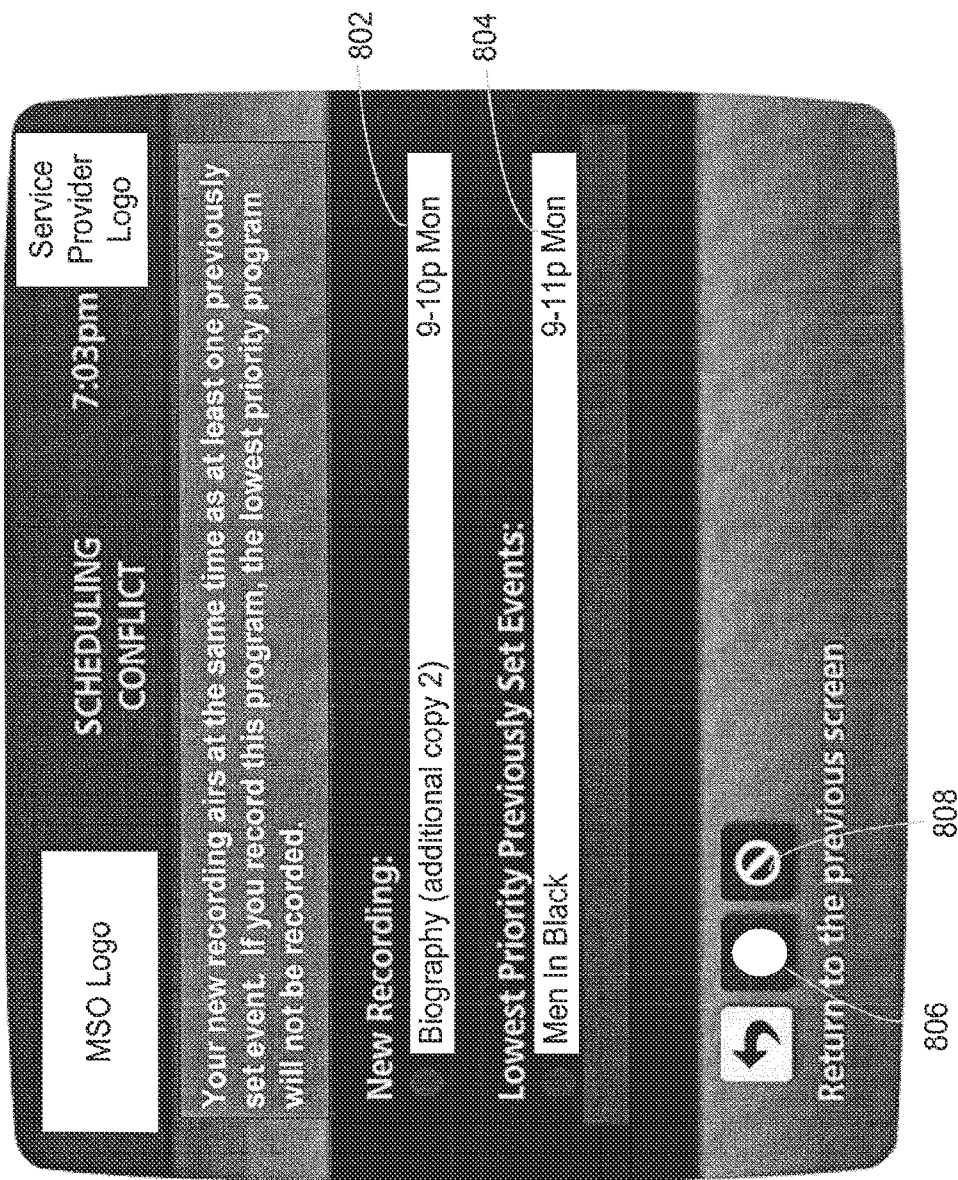 MSO Logo
SCHEDULING
CONFLICT
7:03pm
Service
Provider
Logo
Your new recording airs at the same time as at least one previously
set event. If you record this program, the lowest priority program
will not be recorded.
New Recording:
Biography (additional copy 2) 9-10p Mon
802
Lowest Priority Previously Set Events:
Men In Black 9-11p Mon
804
Return to the previous screen
806
808